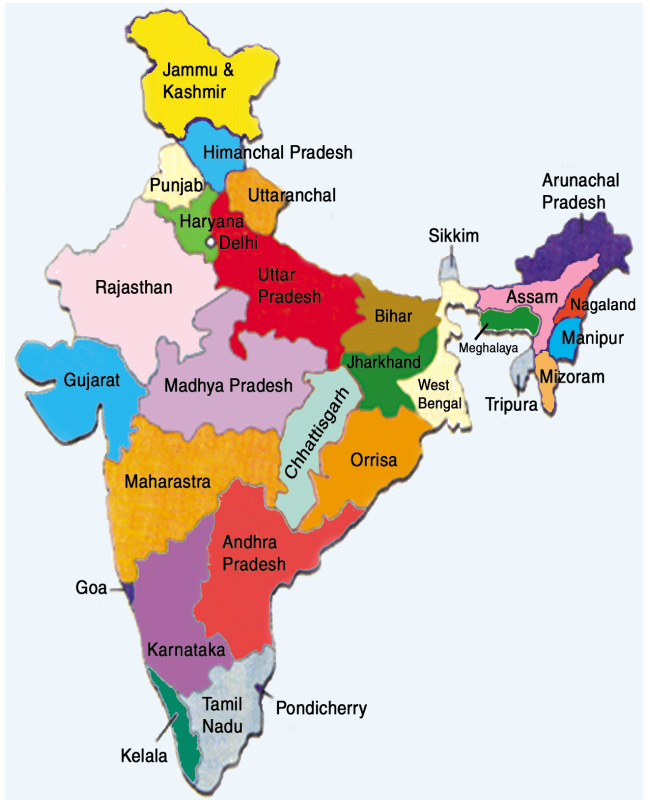 Jammu &
Kashmir
Himanchal Pradesh
Punjab
Uttaranchal
Haryana
Delhi
Arunachal
Pradesh
Sikkim
Rajasthan
Uttar
Pradesh
Assam
Nagaland
Bihar
Meghalaya
Manipur
Jharkhand
Gujarat
Madhya Pradesh
West
Bengal
Mizoram
Tripura
Chhattisgarh
Orrisa
Maharastra
Andhra
Pradesh
Goa
Karnataka
Tamil
Nadu
Pondicherry
Kelala